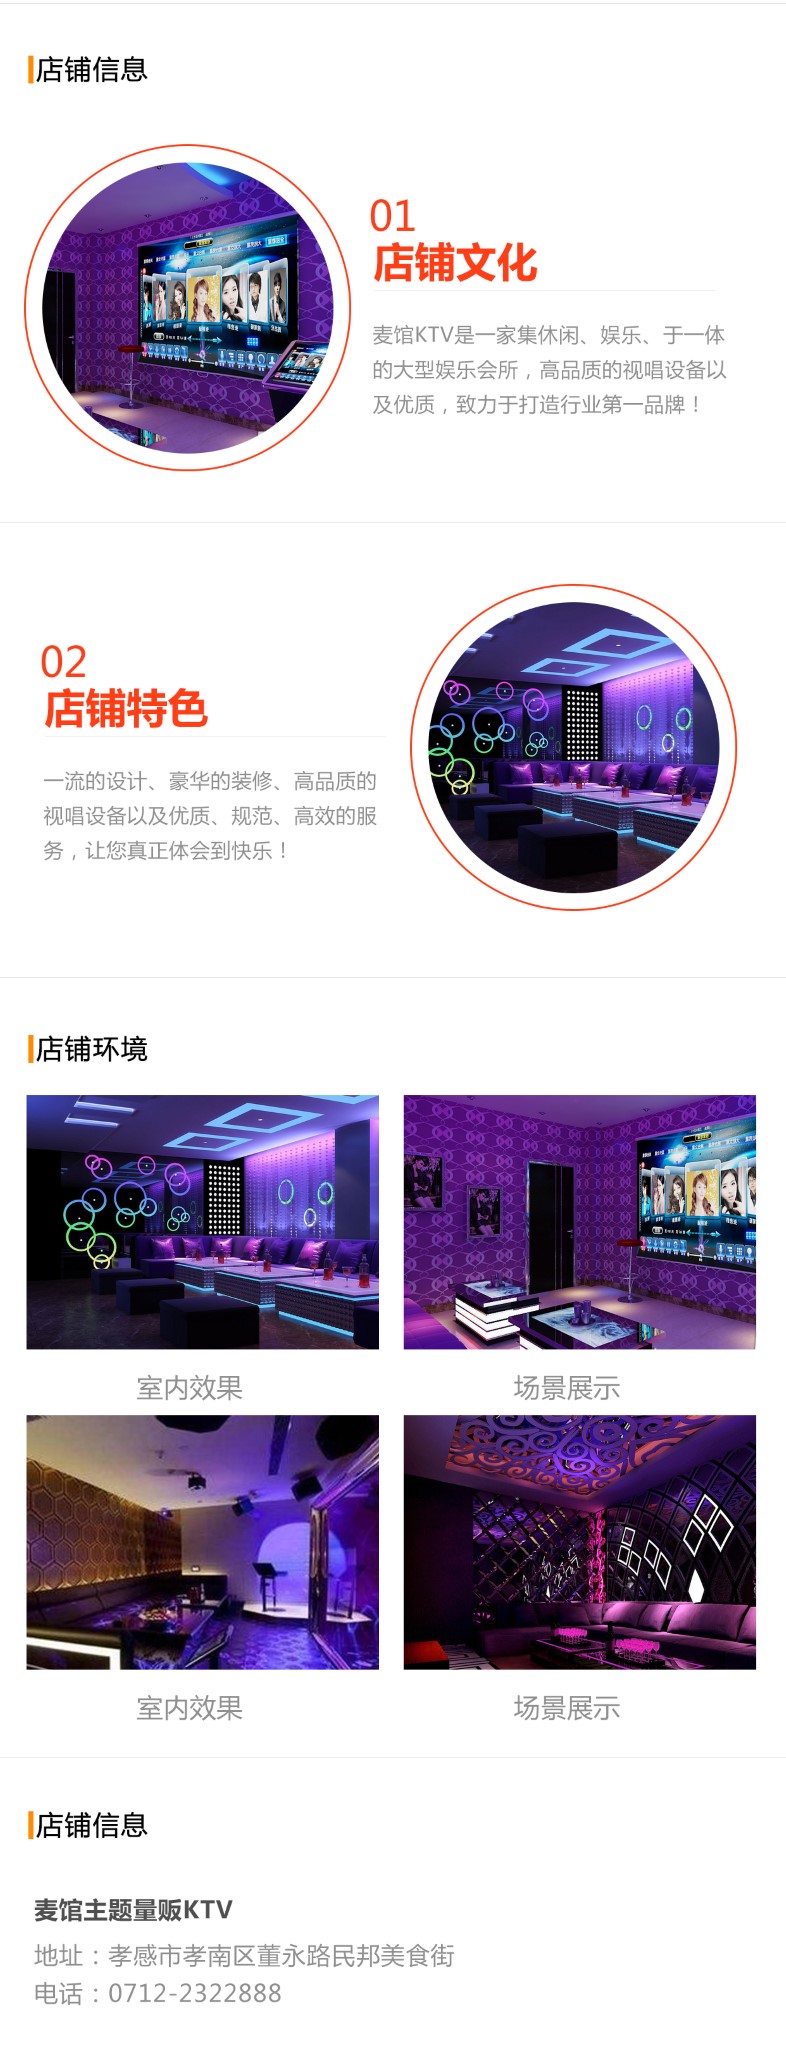 店铺信息
01
店铺文化
麦馆KTV是一家集休闲、娱乐、于一体
的大型娱乐会所，高品质的视唱设备以
及优质，致力于打造行业第一品牌！
02
店铺特色
一流的设计、豪华的装修、高品质的
视唱设备以及优质、规范、高效的服
务，让您真正体会到快乐！
店铺环境
室内效果
场景展示
室内效果
场景展示
店铺信息
麦馆主题量贩KTV
地址：孝感市孝南区董永路民邦美食街
电话：0712-2322888